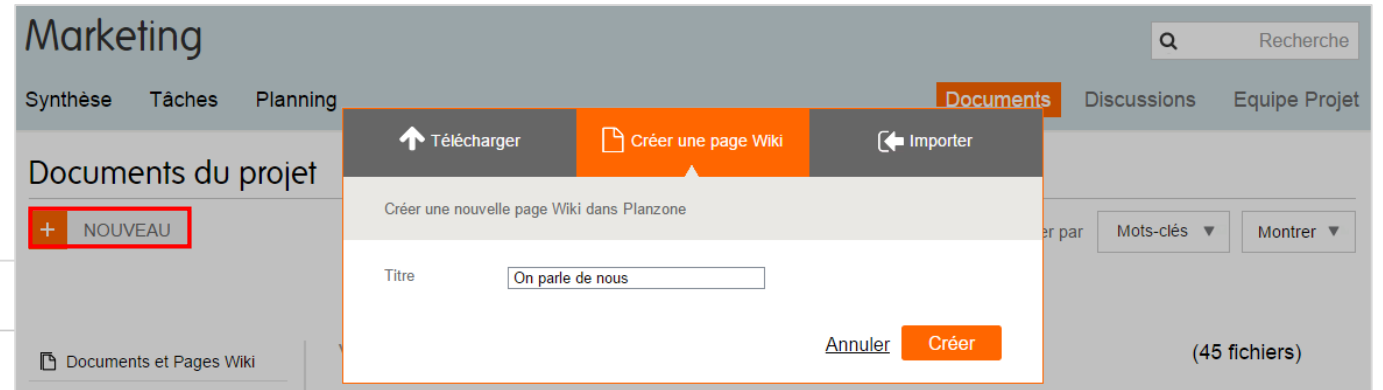 Marketing
Recherche
Synthèse Tâches Planning
Documents Discussions Equipe Projet
Télécharger Créer une page Wiki Importer
Documents du projet
Créer une nouvelle page Wiki dans Planzone
+ NOUVEAU
er par Mots-clés Montrer
Titre On parle de nous
Annuler Créer
Documents et Pages Wiki
(45 fichiers)